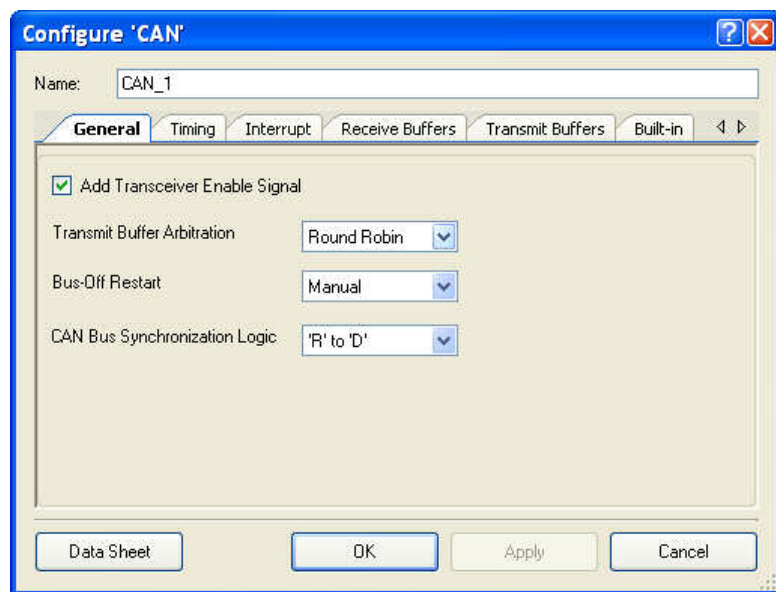 Configure 'CAN'
Name: CAN_1
General Timing Interrupt Receive Buffers Transmit Buffers Built-in
Add Transceiver Enable Signal
Transmit Buffer Arbitration Round Robin
Bus-Off Restart Manual
CAN Bus Synchronization Logic 'R' to 'D'
Data Sheet OK Apply Cancel